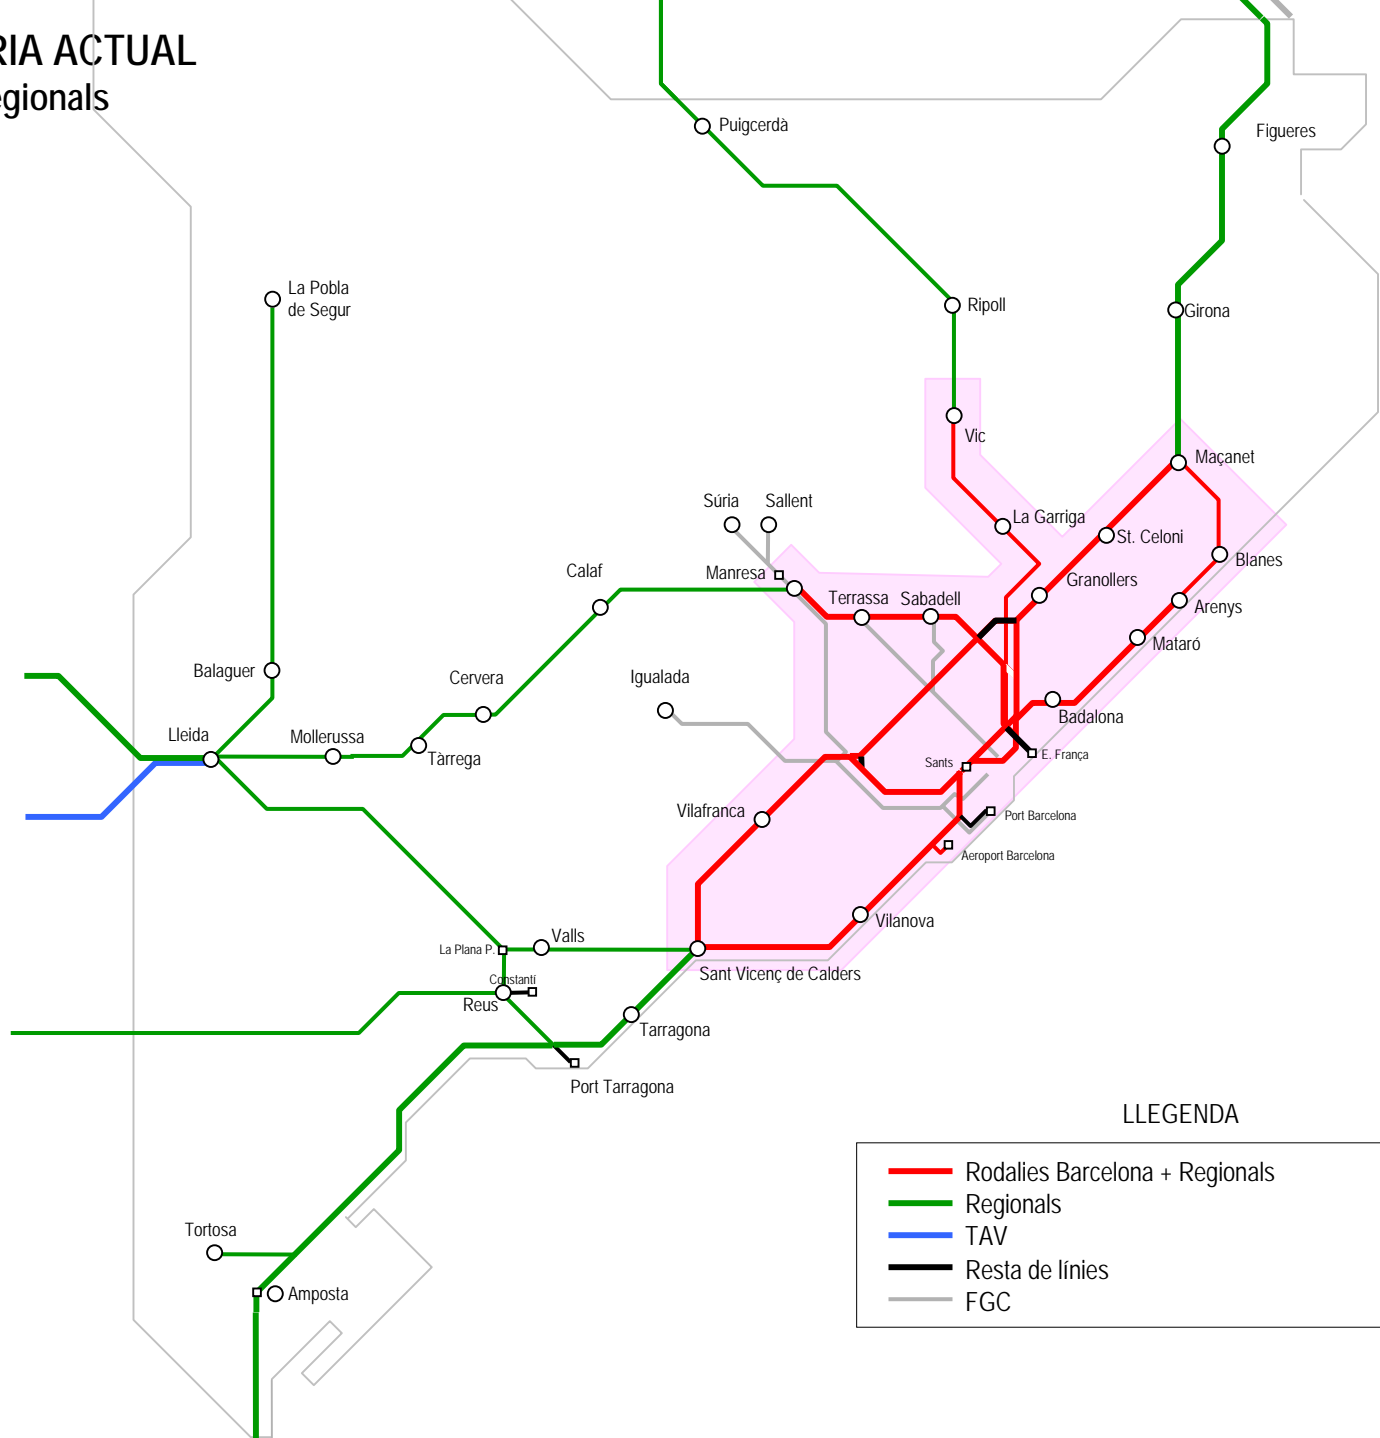 RIA ACTUAL
egionals
Puigcerdà
Figueres
La Pobla
de Segur
Ripoll
Girona
Vic
Maçanet
Súria
Sallent
La Garriga
St. Celoni
Blanes
Calaf
Manresa
Granollers
Terrassa
Sabadell
Arenys
Mataró
Balaguer
Cervera
Igualada
Badalona
Lleida
Mollerussa
Tàrrega
E. França
Sants
Vilafranca
Port Barcelona
Aeroport Barcelona
Vilanova
Valls
La Plana P.
Sant Vicenç de Calders
Constantí
Reus
Tarragona
Port Tarragona
LLEGENDA
Rodalies Barcelona + Regionals
Regionals
TAV
Resta de línies
FGC
Tortosa
Amposta